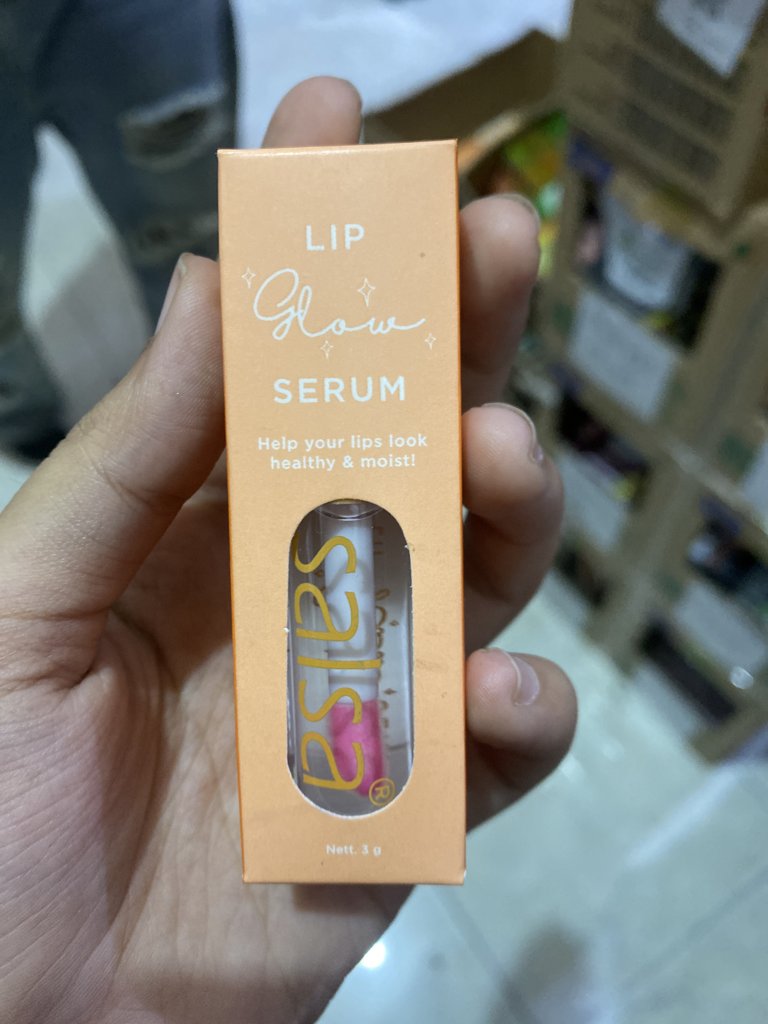 LIP
Glow
SERUM
Help your lips look
healthy & moist!
salsa®
Nett. 3 g